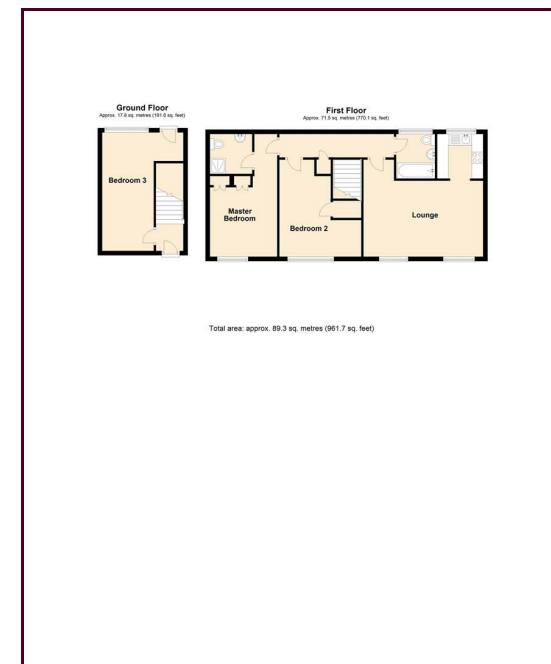 Ground Floor
Approx. 17.8 sq. metres (191.6 sq. feet)
Bedroom 3
First Floor
Approx. 71.5 sq. metres (770.1 sq. feet)
Master
Bedroom
Bedroom 2
Lounge
Total area: approx. 89.3 sq. metres (961.7 sq. feet)